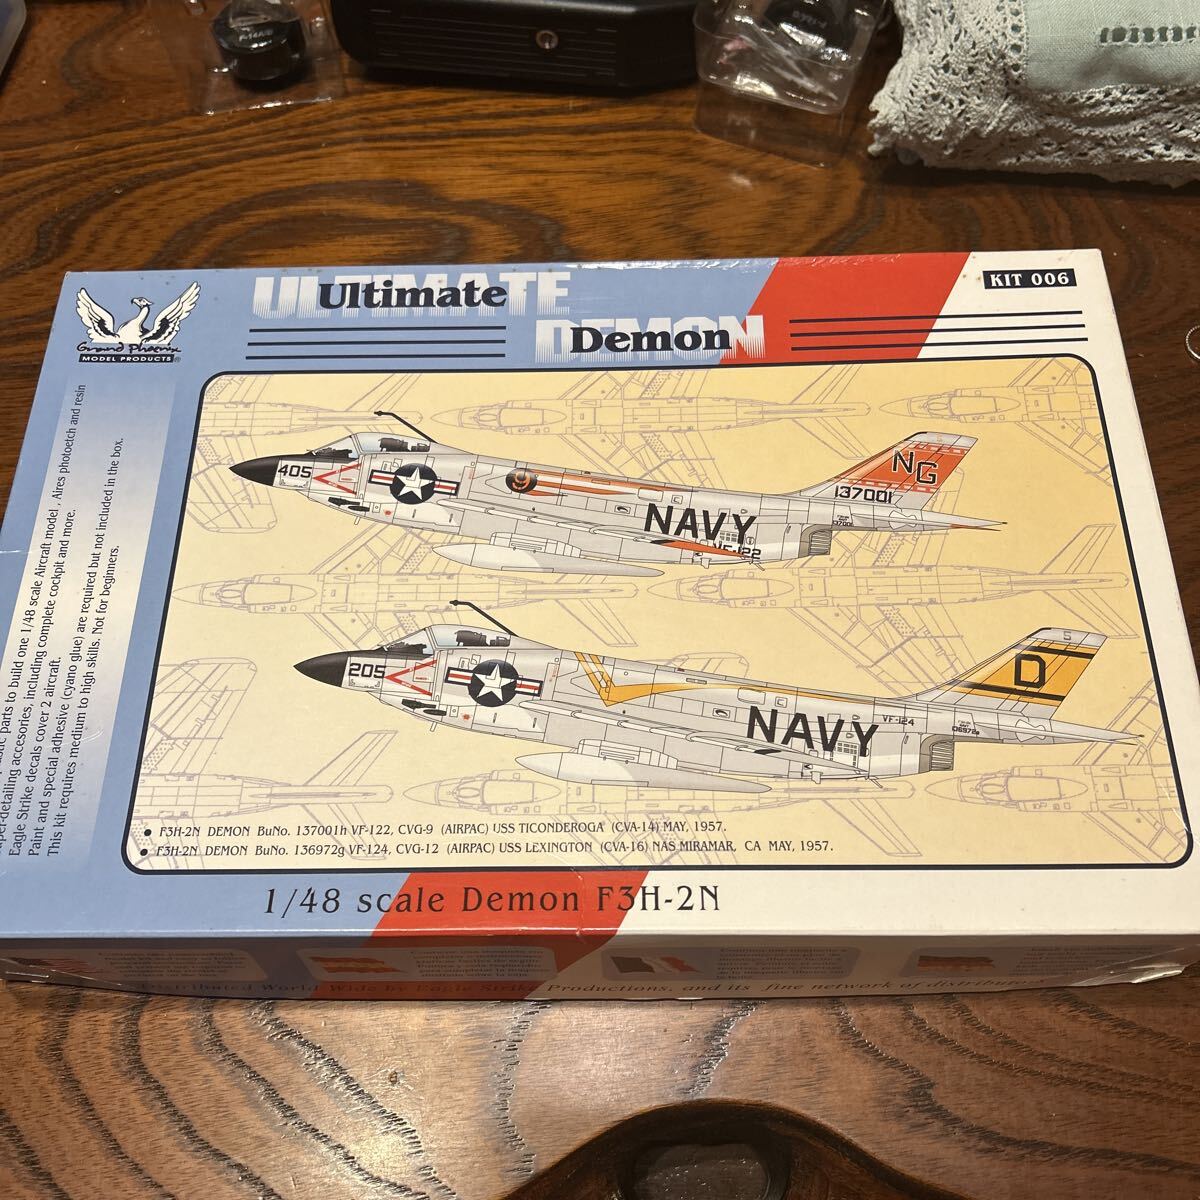 F-14A/B
KIT 006
ULTIMATE
Ultimate
DEMON
Demon
Grand Phoenix
MODEL PRODUCTS®
plastic parts to build one 1/48 scale Aircraft model , Aires photoetch and resin
super-detailing accesories, including complete cockpit and more.
Eagle Strike decals cover 2 aircraft.
Paint and special adhesive (cyano glue) are required but not included in the box.
This kit requires medium to high skills. Not for beginners.
405
9
NG
137001
NAVY
VF-122
205
D
5
VF-124
NAVY
• F3H-2N DEMON BuNo. 137001h VF-122, CVG-9 (AIRPAC) USS TICONDEROGA (CVA-14) MAY, 1957.
• F3H-2N DEMON BuNo. 136972g VF-124, CVG-12 (AIRPAC) USS LEXINGTON (CVA-16) NAS MIRAMAR, CA MAY, 1957.
1/48 scale Demon F3H-2N
Distributed World Wide by Eagle Strike Productions, and its fine network of